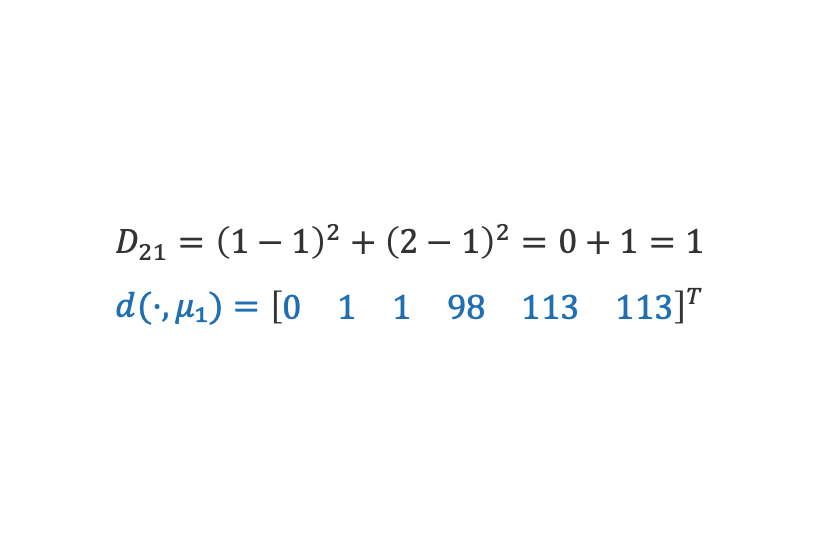 D₂₁ = (1 − 1)² + (2 − 1)² = 0 + 1 = 1
d(·, μ₁) = [0 1 1 98 113 113]ᵀ